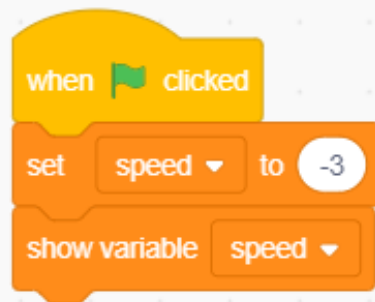 when clicked
set speed to -3
show variable speed